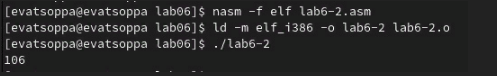 [evatsoppa@evatsoppa lab06]$ nasm -f elf lab6-2.asm
[evatsoppa@evatsoppa lab06]$ ld -m elf_i386 -o lab6-2 lab6-2.o
[evatsoppa@evatsoppa lab06]$ ./lab6-2
106